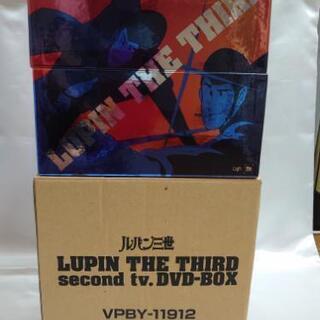 LUPIN THE THIRD
ルパン三世
LUPIN THE THIRD
second tv. DVD-BOX
VPBY-11912